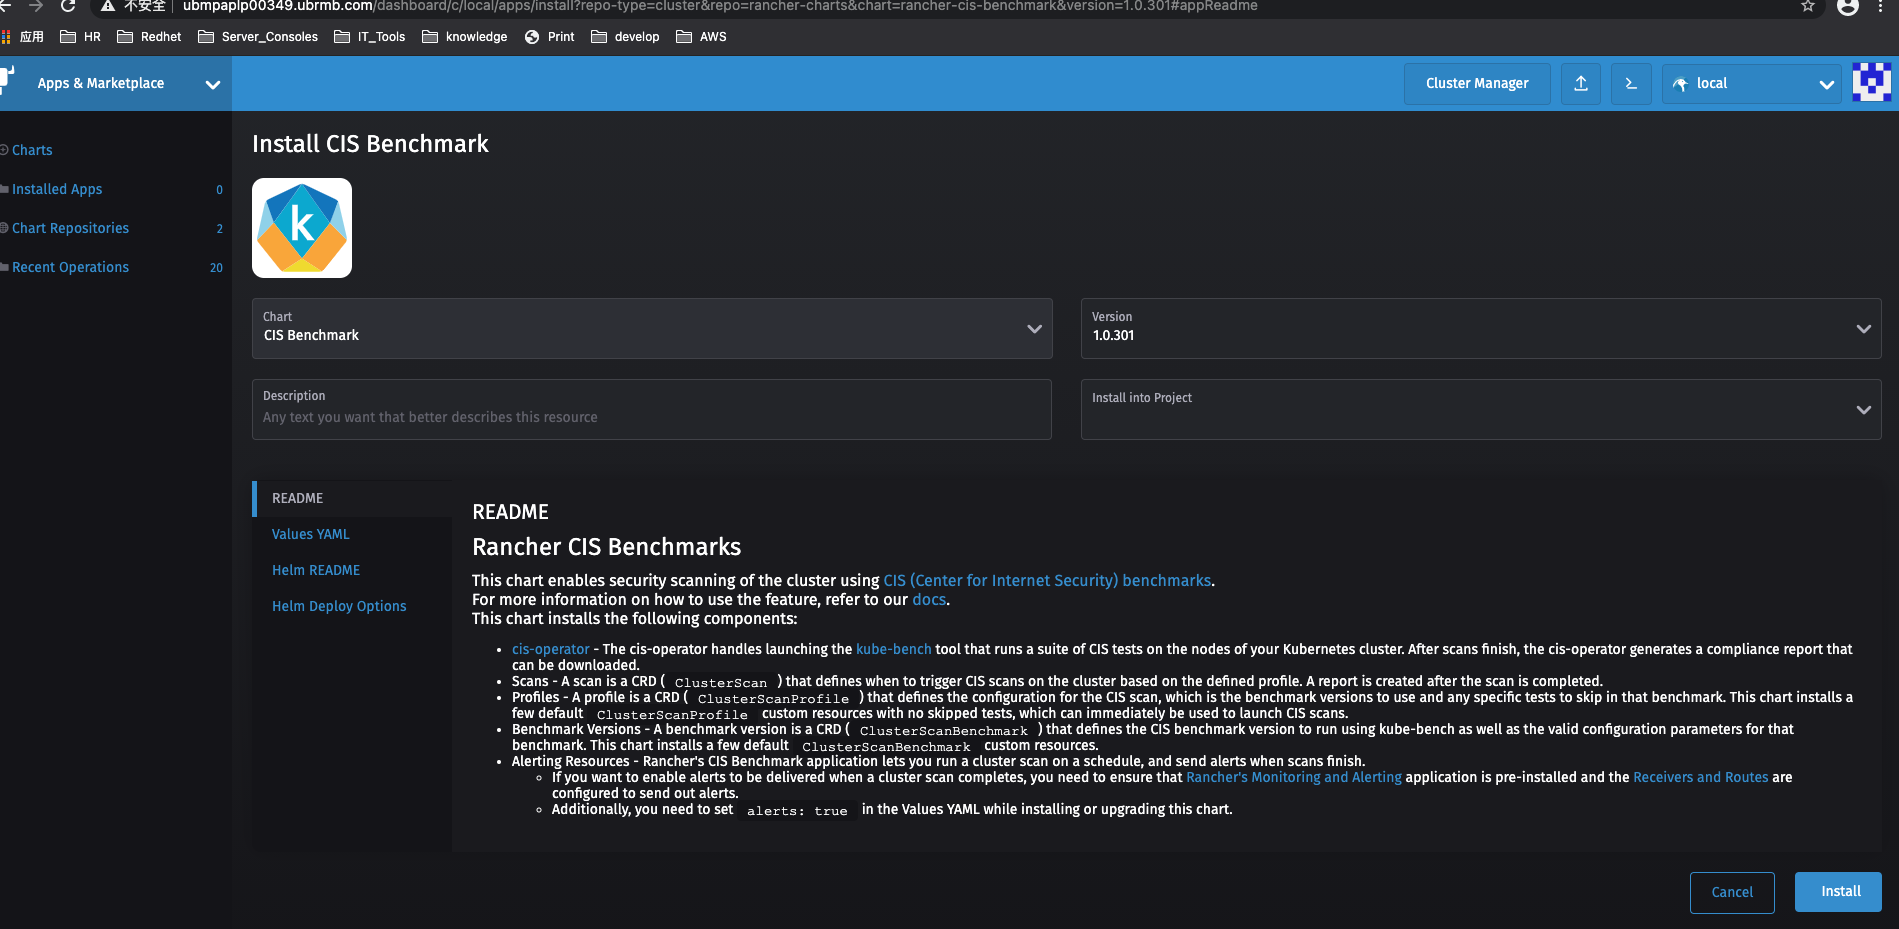 不安全 ubmpaplp00349.ubrmb.com/dashboard/c/local/apps/install?repo-type=cluster&repo=rancher-charts&chart=rancher-cis-benchmark&version=1.0.301#appReadme
应用 HR Redhet Server_Consoles IT_Tools knowledge Print develop AWS
Apps & Marketplace Cluster Manager local
Charts
Installed Apps 0
Chart Repositories 2
Recent Operations 20
Install CIS Benchmark
k
Chart
CIS Benchmark
Version
1.0.301
Description
Any text you want that better describes this resource
Install into Project
README
Values YAML
Helm README
Helm Deploy Options
README
Rancher CIS Benchmarks
This chart enables security scanning of the cluster using CIS (Center for Internet Security) benchmarks.
For more information on how to use the feature, refer to our docs.
This chart installs the following components:
• cis-operator - The cis-operator handles launching the kube-bench tool that runs a suite of CIS tests on the nodes of your Kubernetes cluster. After scans finish, the cis-operator generates a compliance report that
can be downloaded.
• Scans - A scan is a CRD ( ClusterScan ) that defines when to trigger CIS scans on the cluster based on the defined profile. A report is created after the scan is completed.
• Profiles - A profile is a CRD ( ClusterScanProfile ) that defines the configuration for the CIS scan, which is the benchmark versions to use and any specific tests to skip in that benchmark. This chart installs a
few default ClusterScanProfile custom resources with no skipped tests, which can immediately be used to launch CIS scans.
• Benchmark Versions - A benchmark version is a CRD ( ClusterScanBenchmark ) that defines the CIS benchmark version to run using kube-bench as well as the valid configuration parameters for that
benchmark. This chart installs a few default ClusterScanBenchmark custom resources.
• Alerting Resources - Rancher's CIS Benchmark application lets you run a cluster scan on a schedule, and send alerts when scans finish.
◦ If you want to enable alerts to be delivered when a cluster scan completes, you need to ensure that Rancher's Monitoring and Alerting application is pre-installed and the Receivers and Routes are
configured to send out alerts.
◦ Additionally, you need to set alerts: true in the Values YAML while installing or upgrading this chart.
Cancel Install